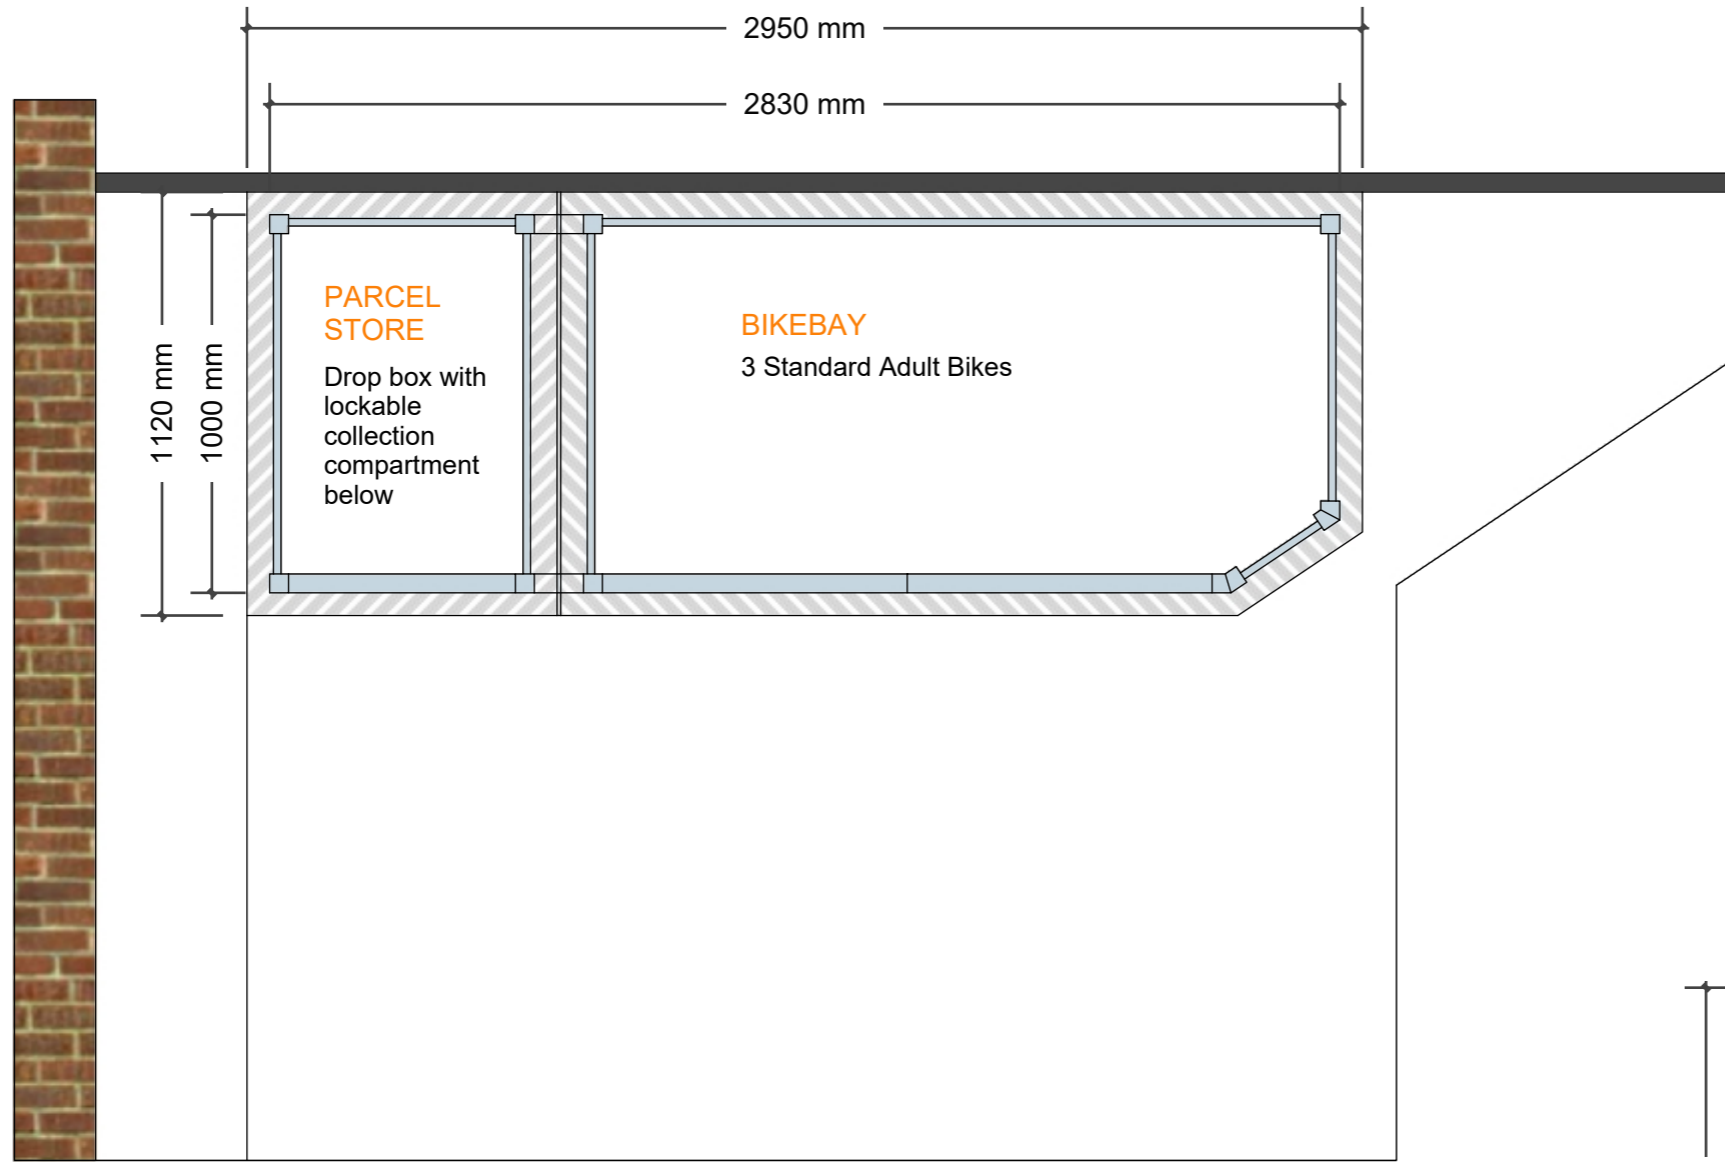 2950 mm
2830 mm
1120 mm
1000 mm
PARCEL
STORE
Drop box with
lockable
collection
compartment
below
BIKEBAY
3 Standard Adult Bikes